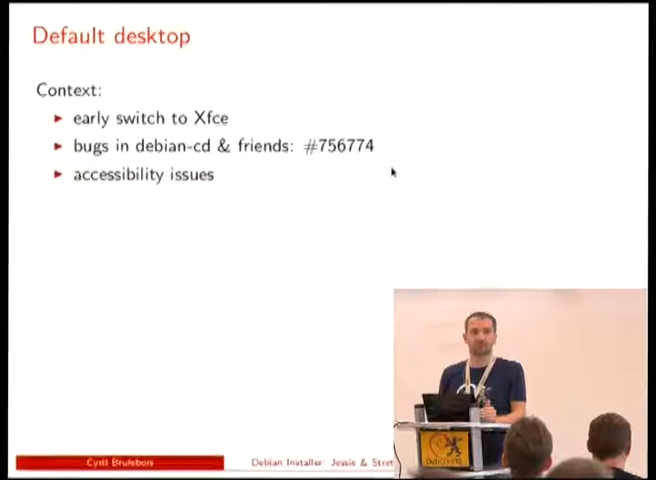 Default desktop
Context:
early switch to Xfce
bugs in debian-cd & friends: #756774
accessibility issues
Cyril Brulebois
Debian Installer: Jessie & Stret